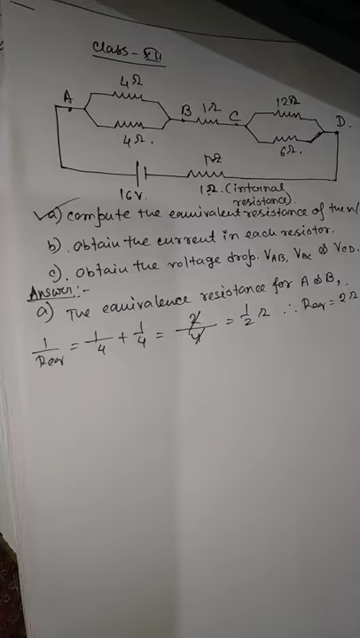 Class - XII
4Ω
A
B
1Ω
C
12Ω
D.
4Ω.
6Ω.
16V.
1Ω
1Ω. (internal
resistance).
a) compute the equivalent resistance of the n/
b). obtain the current in each resistor.
c). obtain the voltage drop. VAB, VBC & VCD.
Answer:-
a) The equivalence resistance for A & B,
1/Req = 1/4 + 1/4 = 2/4 = 1/2 Ω ∴ Req = 2Ω